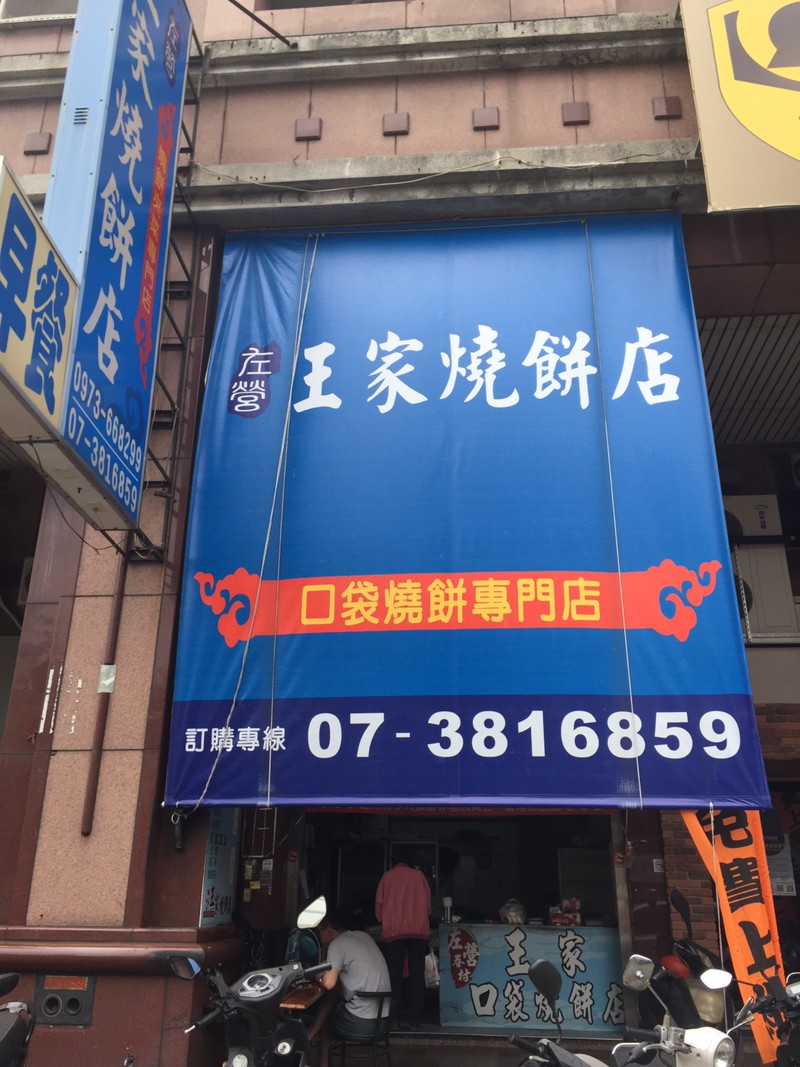 家燒餅店
0973-668299
07-3816859
早餐
左營
王家燒餅店
口袋燒餅專門店
訂購專線 07-3816859
左營
眷村
王家
口袋燒餅店